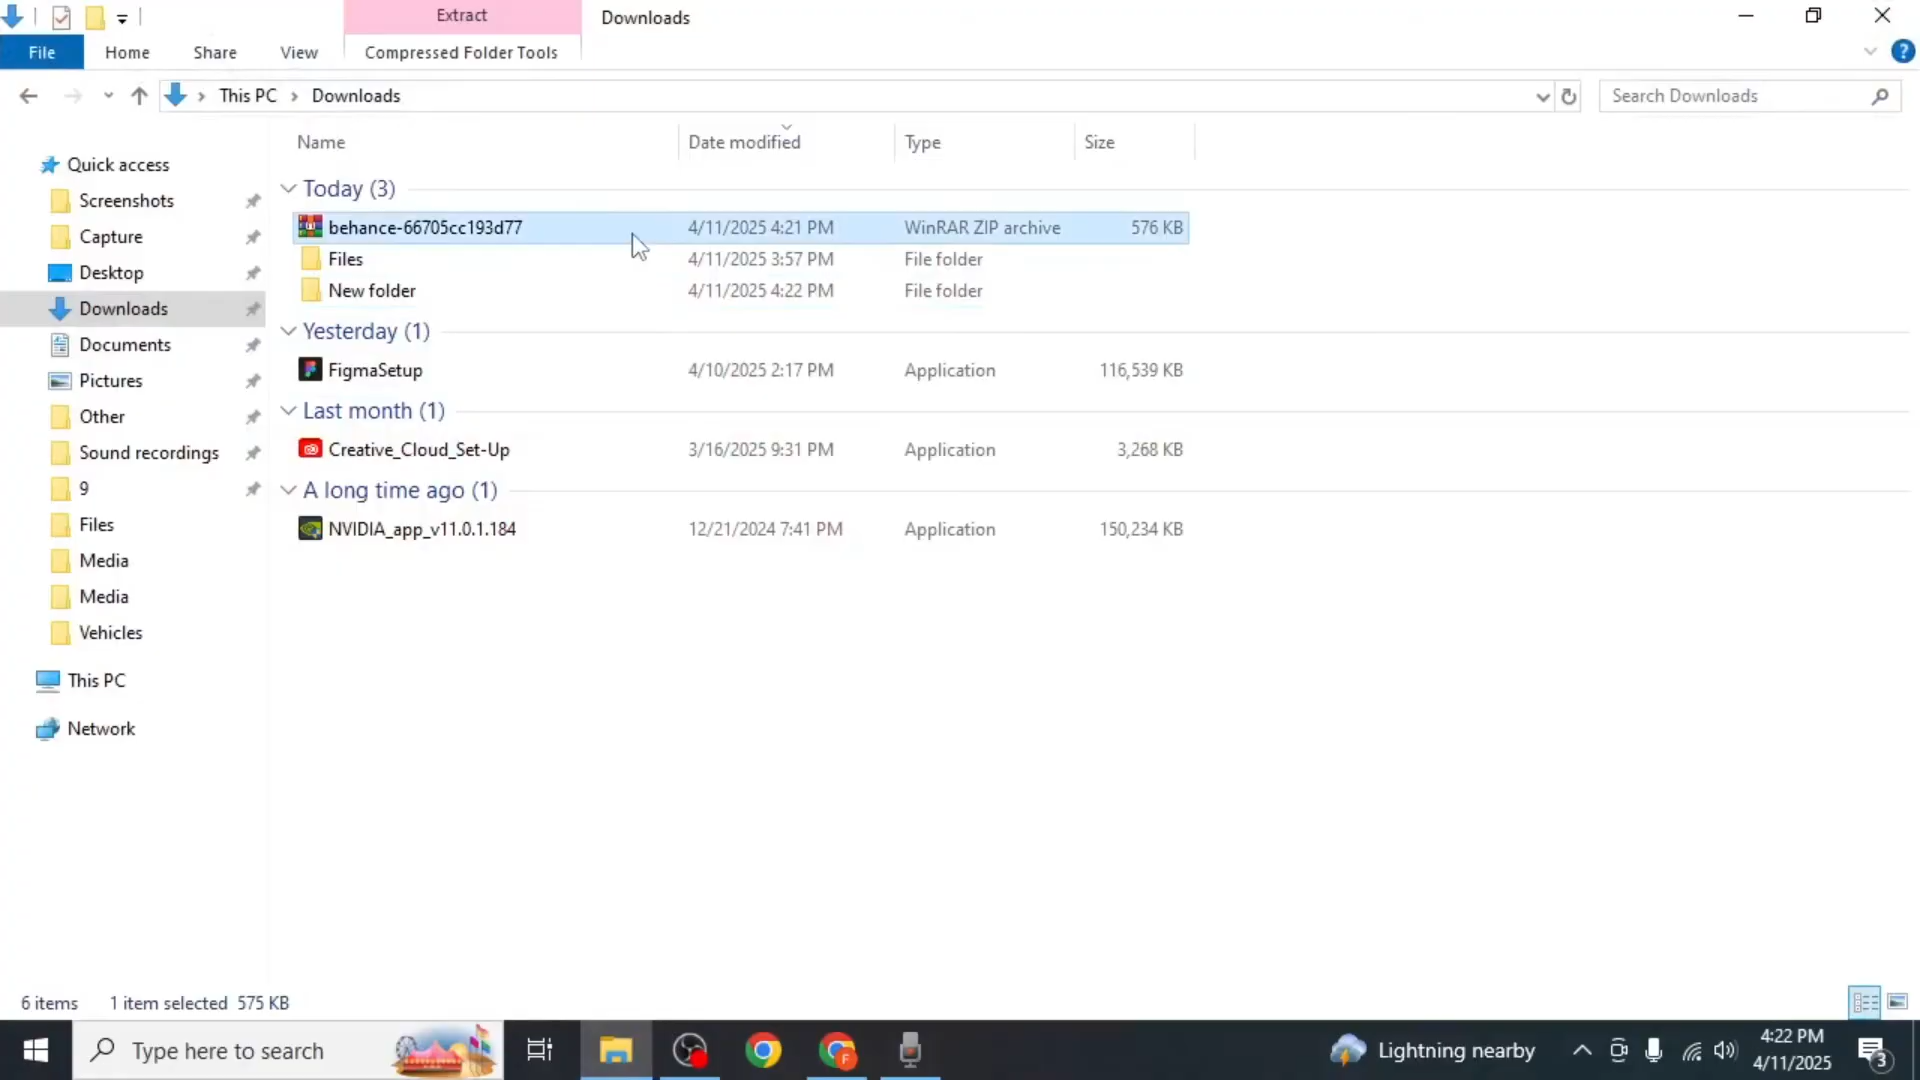 Extract
Downloads
File
Home
Share
View
Compressed Folder Tools
This PC
Downloads
Search Downloads
Name
Date modified
Type
Size
Quick access
Screenshots
Capture
Desktop
Downloads
Documents
Pictures
Other
Sound recordings
9
Files
Media
Media
Vehicles
This PC
Network
Today (3)
behance-66705cc193d77 4/11/2025 4:21 PM WinRAR ZIP archive 576 KB
Files 4/11/2025 3:57 PM File folder
New folder 4/11/2025 4:22 PM File folder
Yesterday (1)
FigmaSetup 4/10/2025 2:17 PM Application 116,539 KB
Last month (1)
Creative_Cloud_Set-Up 3/16/2025 9:31 PM Application 3,268 KB
A long time ago (1)
NVIDIA_app_v11.0.1.184 12/21/2024 7:41 PM Application 150,234 KB
6 items
1 item selected 575 KB
Type here to search
F
Lightning nearby
4:22 PM
4/11/2025
3